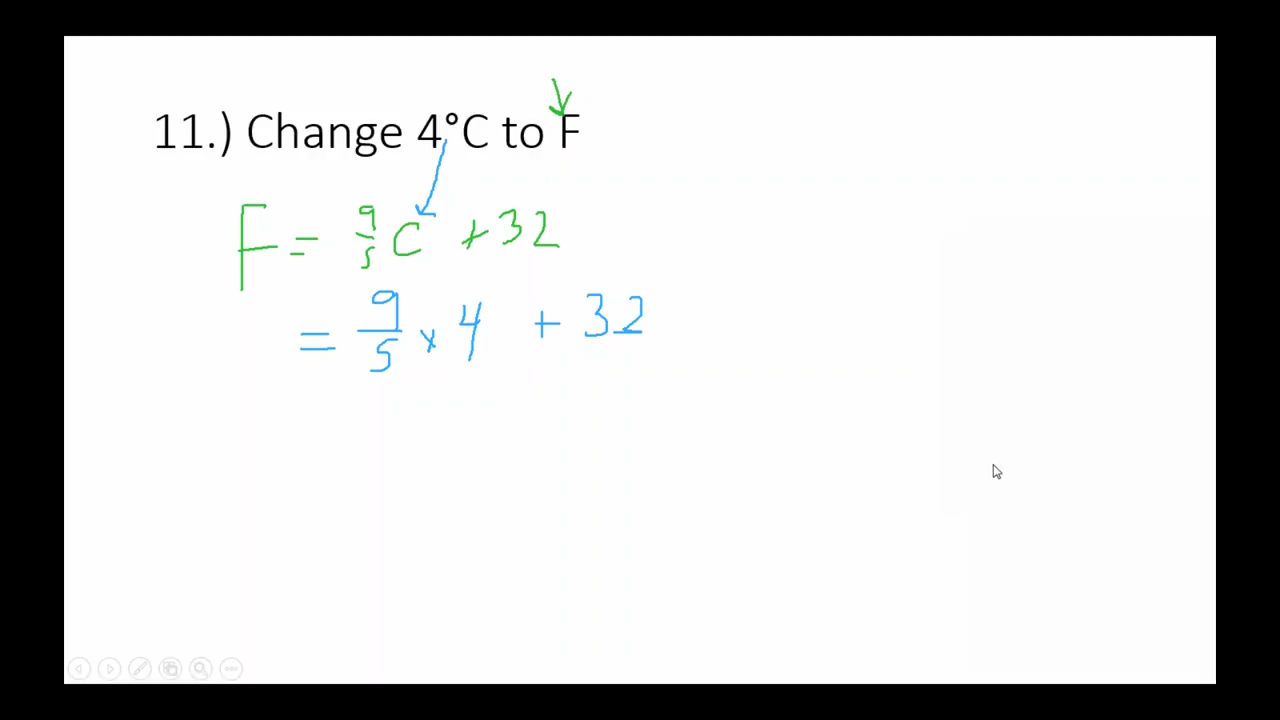 11.) Change 4°C to F
F = 9/5 C + 32
= 9/5 × 4 + 32